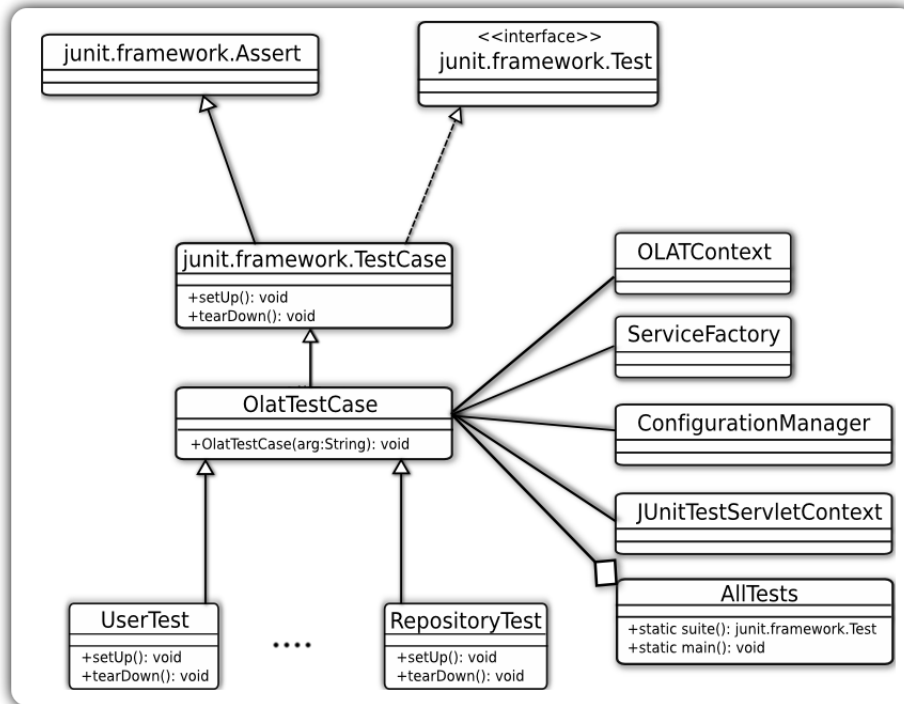 junit.framework.Assert
<<interface>>
junit.framework.Test
junit.framework.TestCase
+setUp(): void
+tearDown(): void
OLATContext
ServiceFactory
OlatTestCase
+OlatTestCase(arg:String): void
ConfigurationManager
JUnitTestServletContext
AllTests
+static suite(): junit.framework.Test
+static main(): void
UserTest
+setUp(): void
+tearDown(): void
....
RepositoryTest
+setUp(): void
+tearDown(): void